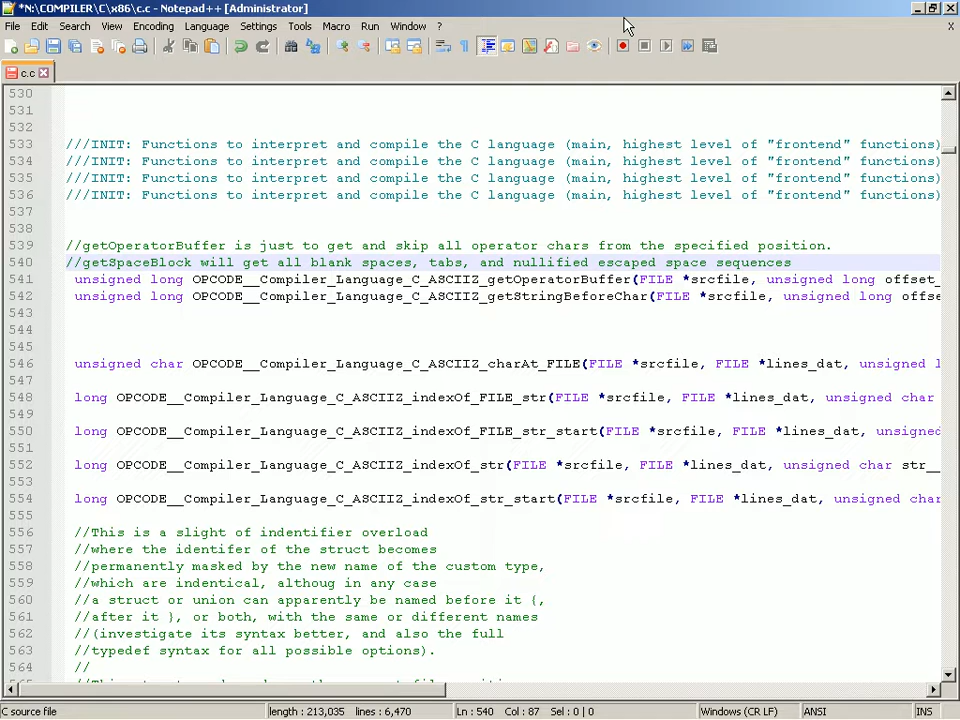 *N:\COMPILER\C\x86\c.c - Notepad++ [Administrator]
File Edit Search View Encoding Language Settings Tools Macro Run Window ? X
c.c
530
531
532
533 ///INIT: Functions to interpret and compile the C language (main, highest level of "frontend" functions)
534 ///INIT: Functions to interpret and compile the C language (main, highest level of "frontend" functions)
535 ///INIT: Functions to interpret and compile the C language (main, highest level of "frontend" functions)
536 ///INIT: Functions to interpret and compile the C language (main, highest level of "frontend" functions)
537
538
539 //getOperatorBuffer is just to get and skip all operator chars from the specified position.
540 //getSpaceBlock will get all blank spaces, tabs, and nullified escaped space sequences
541 unsigned long OPCODE__Compiler_Language_C_ASCIIZ_getOperatorBuffer(FILE *srcfile, unsigned long offset_
542 unsigned long OPCODE__Compiler_Language_C_ASCIIZ_getStringBeforeChar(FILE *srcfile, unsigned long offse
543
544
545
546 unsigned char OPCODE__Compiler_Language_C_ASCIIZ_charAt_FILE(FILE *srcfile, FILE *lines_dat, unsigned l
547
548 long OPCODE__Compiler_Language_C_ASCIIZ_indexOf_FILE_str(FILE *srcfile, FILE *lines_dat, unsigned char
549
550 long OPCODE__Compiler_Language_C_ASCIIZ_indexOf_FILE_str_start(FILE *srcfile, FILE *lines_dat, unsigned
551
552 long OPCODE__Compiler_Language_C_ASCIIZ_indexOf_str(FILE *srcfile, FILE *lines_dat, unsigned char str__
553
554 long OPCODE__Compiler_Language_C_ASCIIZ_indexOf_str_start(FILE *srcfile, FILE *lines_dat, unsigned char
555
556 //This is a slight of indentifier overload
557 //where the identifer of the struct becomes
558 //permanently masked by the new name of the custom type,
559 //which are indentical, althoug in any case
560 //a struct or union can apparently be named before it {,
561 //after it }, or both, with the same or different names
562 //(investigate its syntax better, and also the full
563 //typedef syntax for all possible options).
564 //
C source file length : 213,035 lines : 6,470 Ln : 540 Col : 87 Sel : 0 | 0 Windows (CR LF) ANSI INS